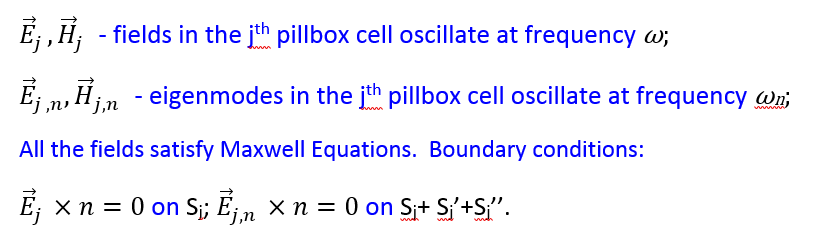 E⃗ⱼ , H⃗ⱼ - fields in the jᵗʰ pillbox cell oscillate at frequency ω;
E⃗ⱼ,ₙ, H⃗ⱼ,ₙ - eigenmodes in the jᵗʰ pillbox cell oscillate at frequency ωₙ;
All the fields satisfy Maxwell Equations. Boundary conditions:
E⃗ⱼ × n = 0 on Sⱼ; E⃗ⱼ,ₙ × n = 0 on Sⱼ+ Sⱼ’+Sⱼ’’.